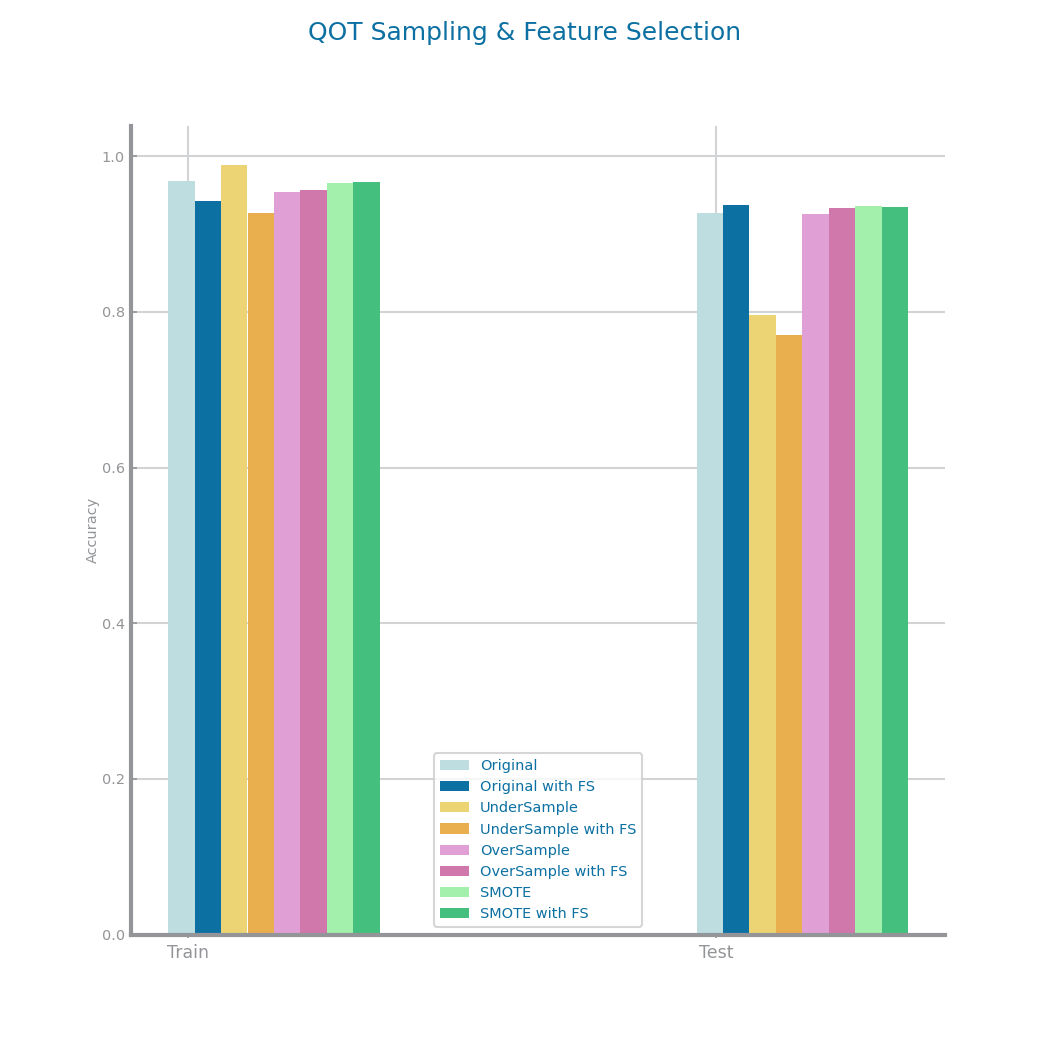 QOT Sampling & Feature Selection
1.0
0.8
0.6
0.4
0.2
0.0
Accuracy
Train
Test
Original
Original with FS
UnderSample
UnderSample with FS
OverSample
OverSample with FS
SMOTE
SMOTE with FS